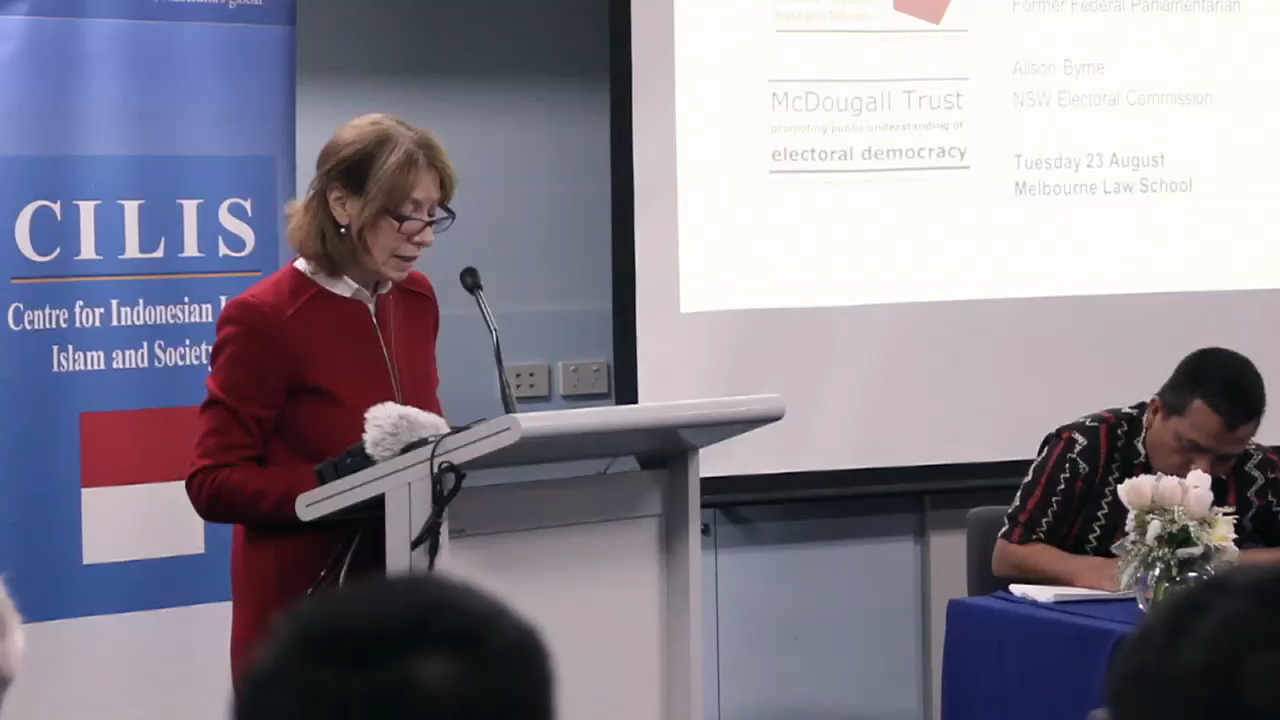 CILIS
Centre for Indonesian
Islam and Society
McDougall Trust
promoting public understanding of
electoral democracy
Former Federal Parliamentarian
Alison Byrne
NSW Electoral Commission
Tuesday 23 August
Melbourne Law School